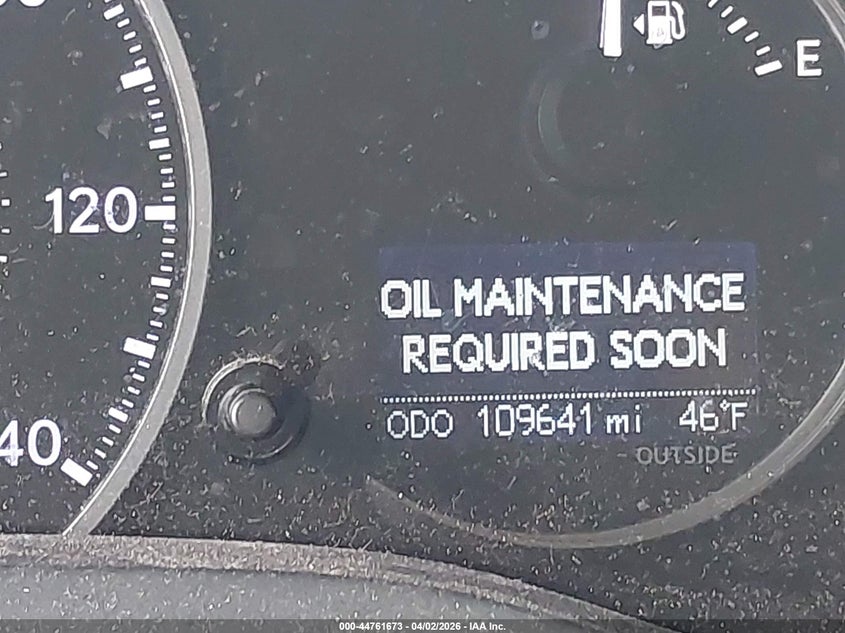 E
120
OIL MAINTENANCE
REQUIRED SOON
ODO 109641 mi 46°F
OUTSIDE
40
000-44761673 - 04/02/2026 - IAA Inc.